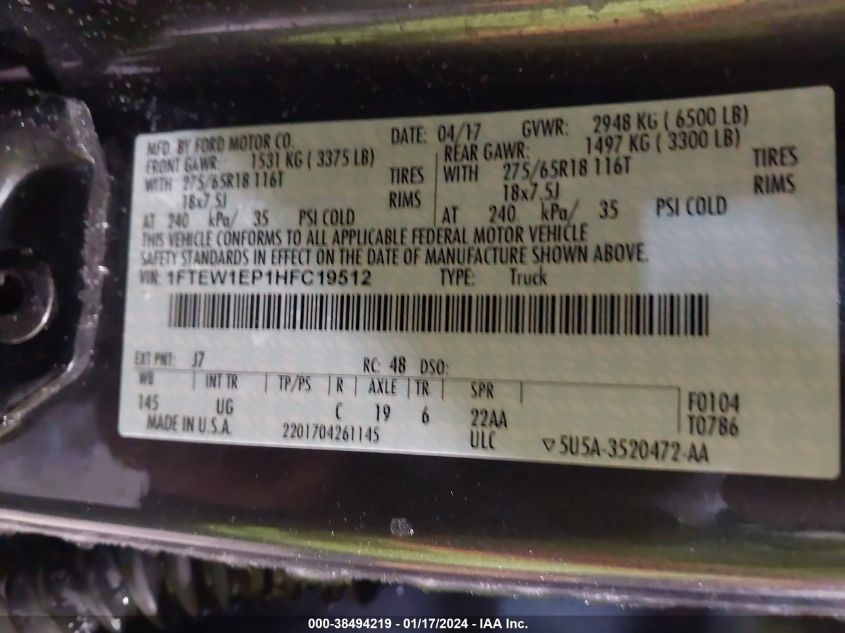 MFD. BY FORD MOTOR CO. DATE: 04/17 GVWR: 2948 KG ( 6500 LB)
FRONT GAWR: 1531 KG ( 3375 LB) REAR GAWR: 1497 KG ( 3300 LB)
WITH 275/65R18 116T TIRES WITH 275/65R18 116T TIRES
18x7.5J RIMS 18x7.5J RIMS
AT 240 kPa/ 35 PSI COLD AT 240 kPa/ 35 PSI COLD
THIS VEHICLE CONFORMS TO ALL APPLICABLE FEDERAL MOTOR VEHICLE
SAFETY STANDARDS IN EFFECT ON THE DATE OF MANUFACTURE SHOWN ABOVE.
VIN: 1FTEW1EP1HFC19512 TYPE: Truck
EXT PNT: J7 RC: 48 DSO:
WB INT TR TP/PS R AXLE TR SPR
145 UG C 19 6 22AA F0104
MADE IN U.S.A. 2201704261145 ULC T0786
▽5U5A-3520472-AA
000-38494219 - 01/17/2024 - IAA Inc.